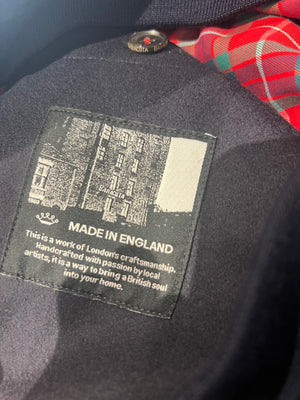 MADE IN ENGLAND
This is a work of London's craftsmanship.
Handcrafted with passion by local
artists, it is a way to bring a British soul
into your home.